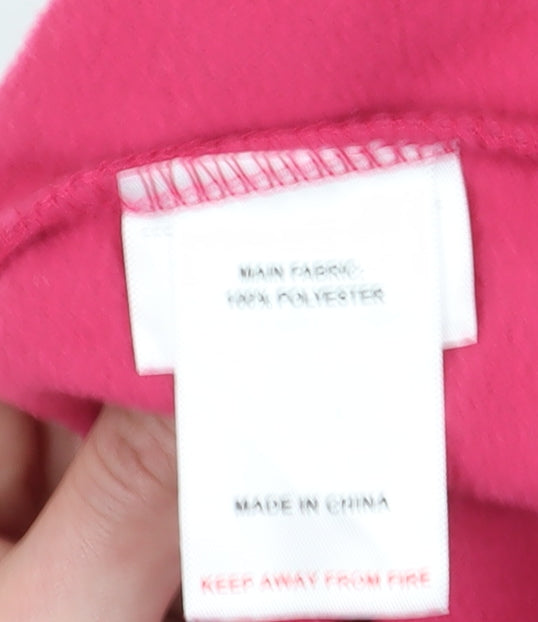 MAIN FABRIC:
100% POLYESTER
MADE IN CHINA
KEEP AWAY FROM FIRE